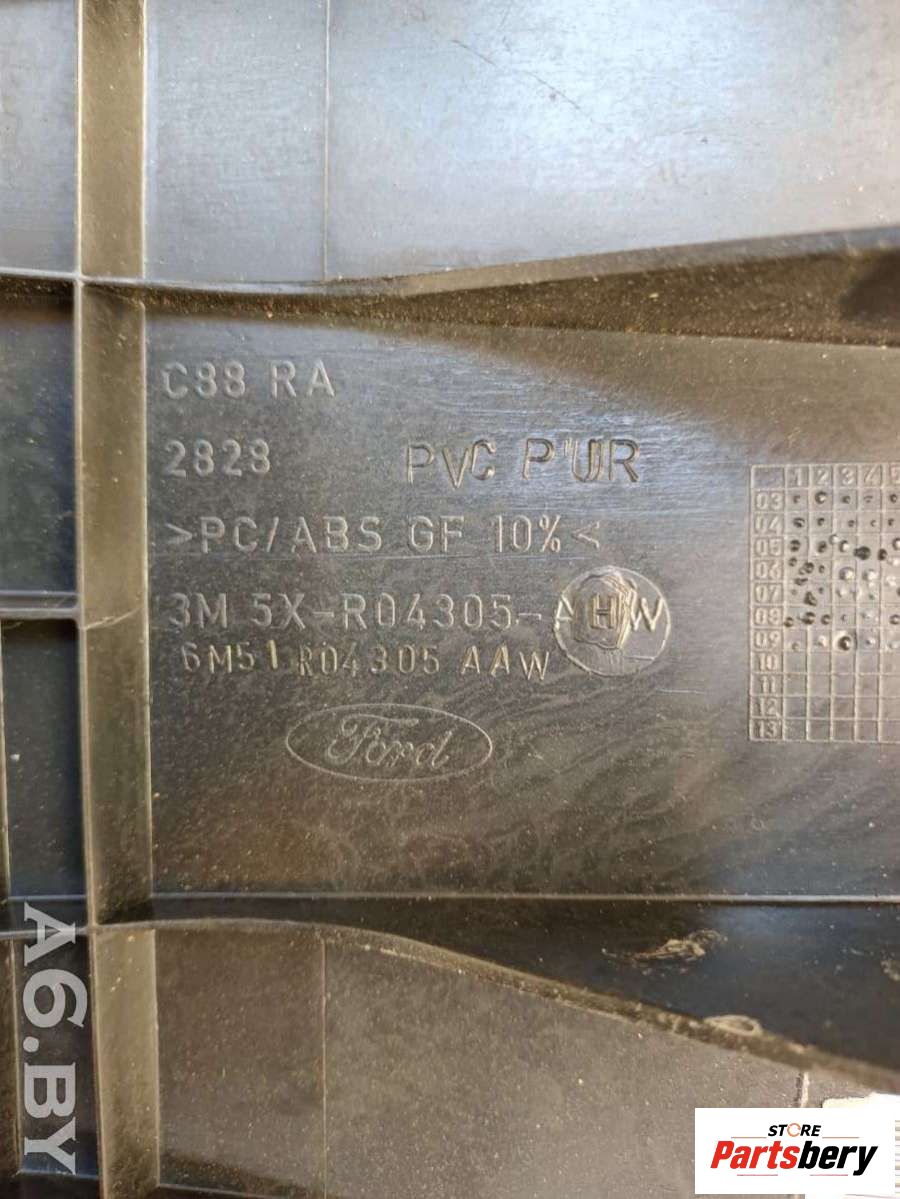 C88 RA
2828 PVC PUR
>PC/ABS GF 10%<
3M 5X-R04305-AHW
6M51 R04305 AAW
Ford
1 2 3 4 5
03
04
05
06
07
08
09
10
11
12
13
A6.BY
STORE
Partsbery